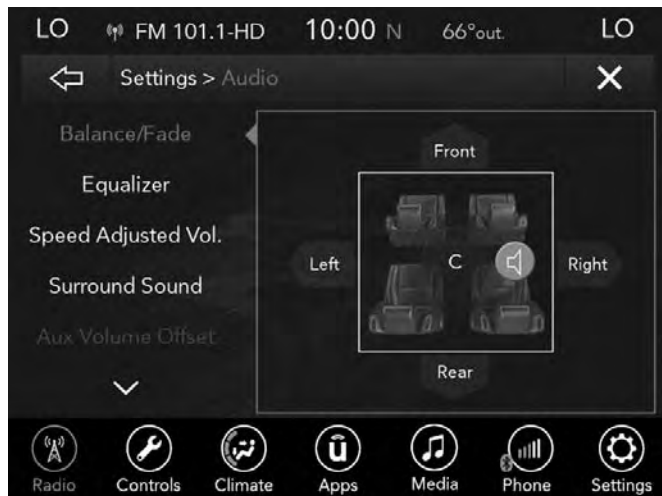 LO FM 101.1-HD 10:00 N 66°out. LO
Settings > Audio
Balance/Fade
Equalizer
Speed Adjusted Vol.
Surround Sound
Aux Volume Offset
Front
Left C Right
Rear
Radio Controls Climate Apps Media Phone Settings